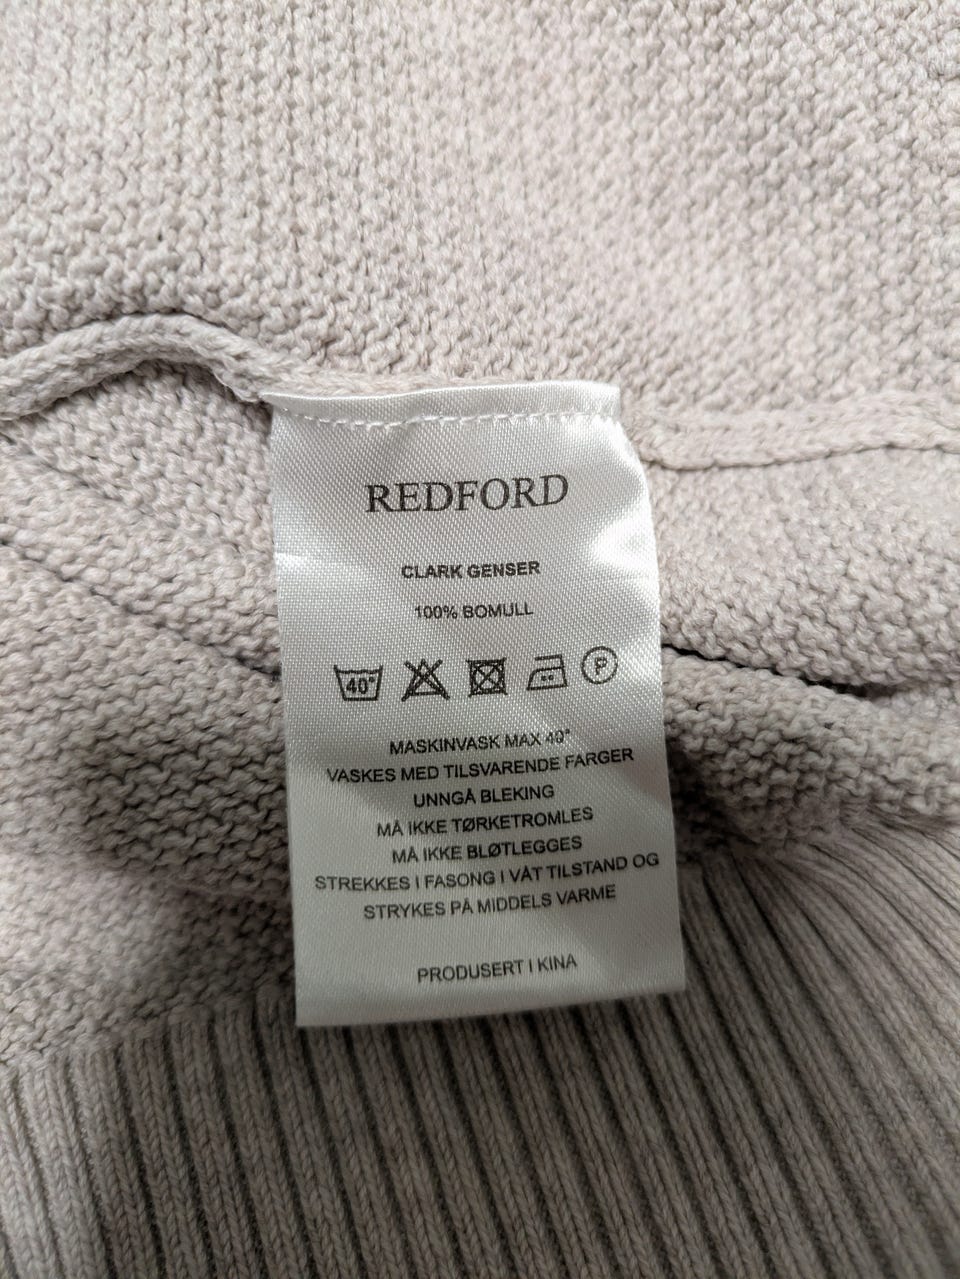 REDFORD
CLARK GENSER
100% BOMULL
40° P
MASKINVASK MAX 40°
VASKES MED TILSVARENDE FARGER
UNNGÅ BLEKING
MÅ IKKE TØRKETROMLES
MÅ IKKE BLØTLEGGES
STREKKES I FASONG I VÅT TILSTAND OG
STRYKES PÅ MIDDELS VARME
PRODUSERT I KINA